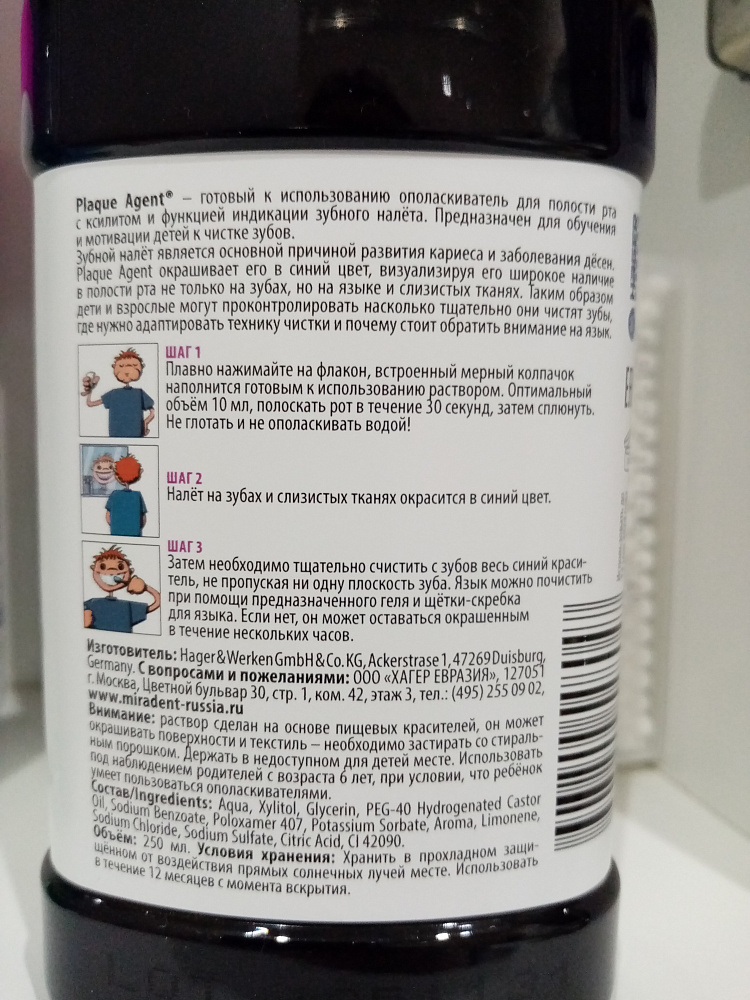 Plaque Agent® – готовый к использованию ополаскиватель для полости рта
с ксилитом и функцией индикации зубного налёта. Предназначен для обучения
и мотивации детей к чистке зубов.
Зубной налёт является основной причиной развития кариеса и заболевания дёсен.
Plaque Agent окрашивает его в синий цвет, визуализируя его широкое наличие
в полости рта не только на зубах, но на языке и слизистых тканях. Таким образом
дети и взрослые могут проконтролировать насколько тщательно они чистят зубы,
где нужно адаптировать технику чистки и почему стоит обратить внимание на язык.
ШАГ 1
Плавно нажимайте на флакон, встроенный мерный колпачок
наполнится готовым к использованию раствором. Оптимальный
объём 10 мл, полоскать рот в течение 30 секунд, затем сплюнуть.
Не глотать и не ополаскивать водой!
ШАГ 2
Налёт на зубах и слизистых тканях окрасится в синий цвет.
ШАГ 3
Затем необходимо тщательно счистить с зубов весь синий краси-
тель, не пропуская ни одну плоскость зуба. Язык можно почистить
при помощи предназначенного геля и щётки-скребка
для языка. Если нет, он может оставаться окрашенным
в течение нескольких часов.
Изготовитель: Hager & Werken GmbH & Co. KG, Ackerstrase 1, 47269 Duisburg,
Germany. С вопросами и пожеланиями: ООО «ХАГЕР ЕВРАЗИЯ», 127051
г. Москва, Цветной бульвар 30, стр. 1, ком. 42, этаж 3, тел.: (495) 255 09 02,
www.miradent-russia.ru
Внимание: раствор сделан на основе пищевых красителей, он может
окрашивать поверхности и текстиль – необходимо застирать со стираль-
ным порошком. Держать в недоступном для детей месте. Использовать
под наблюдением родителей с возраста 6 лет, при условии, что ребёнок
умеет пользоваться ополаскивателями.
Состав/Ingredients: Aqua, Xylitol, Glycerin, PEG-40 Hydrogenated Castor
Oil, Sodium Benzoate, Poloxamer 407, Potassium Sorbate, Aroma, Limonene,
Sodium Chloride, Sodium Sulfate, Citric Acid, CI 42090.
Объём: 250 мл. Условия хранения: Хранить в прохладном защи-
щённом от воздействия прямых солнечных лучей месте. Использовать
в течение 12 месяцев с момента вскрытия.